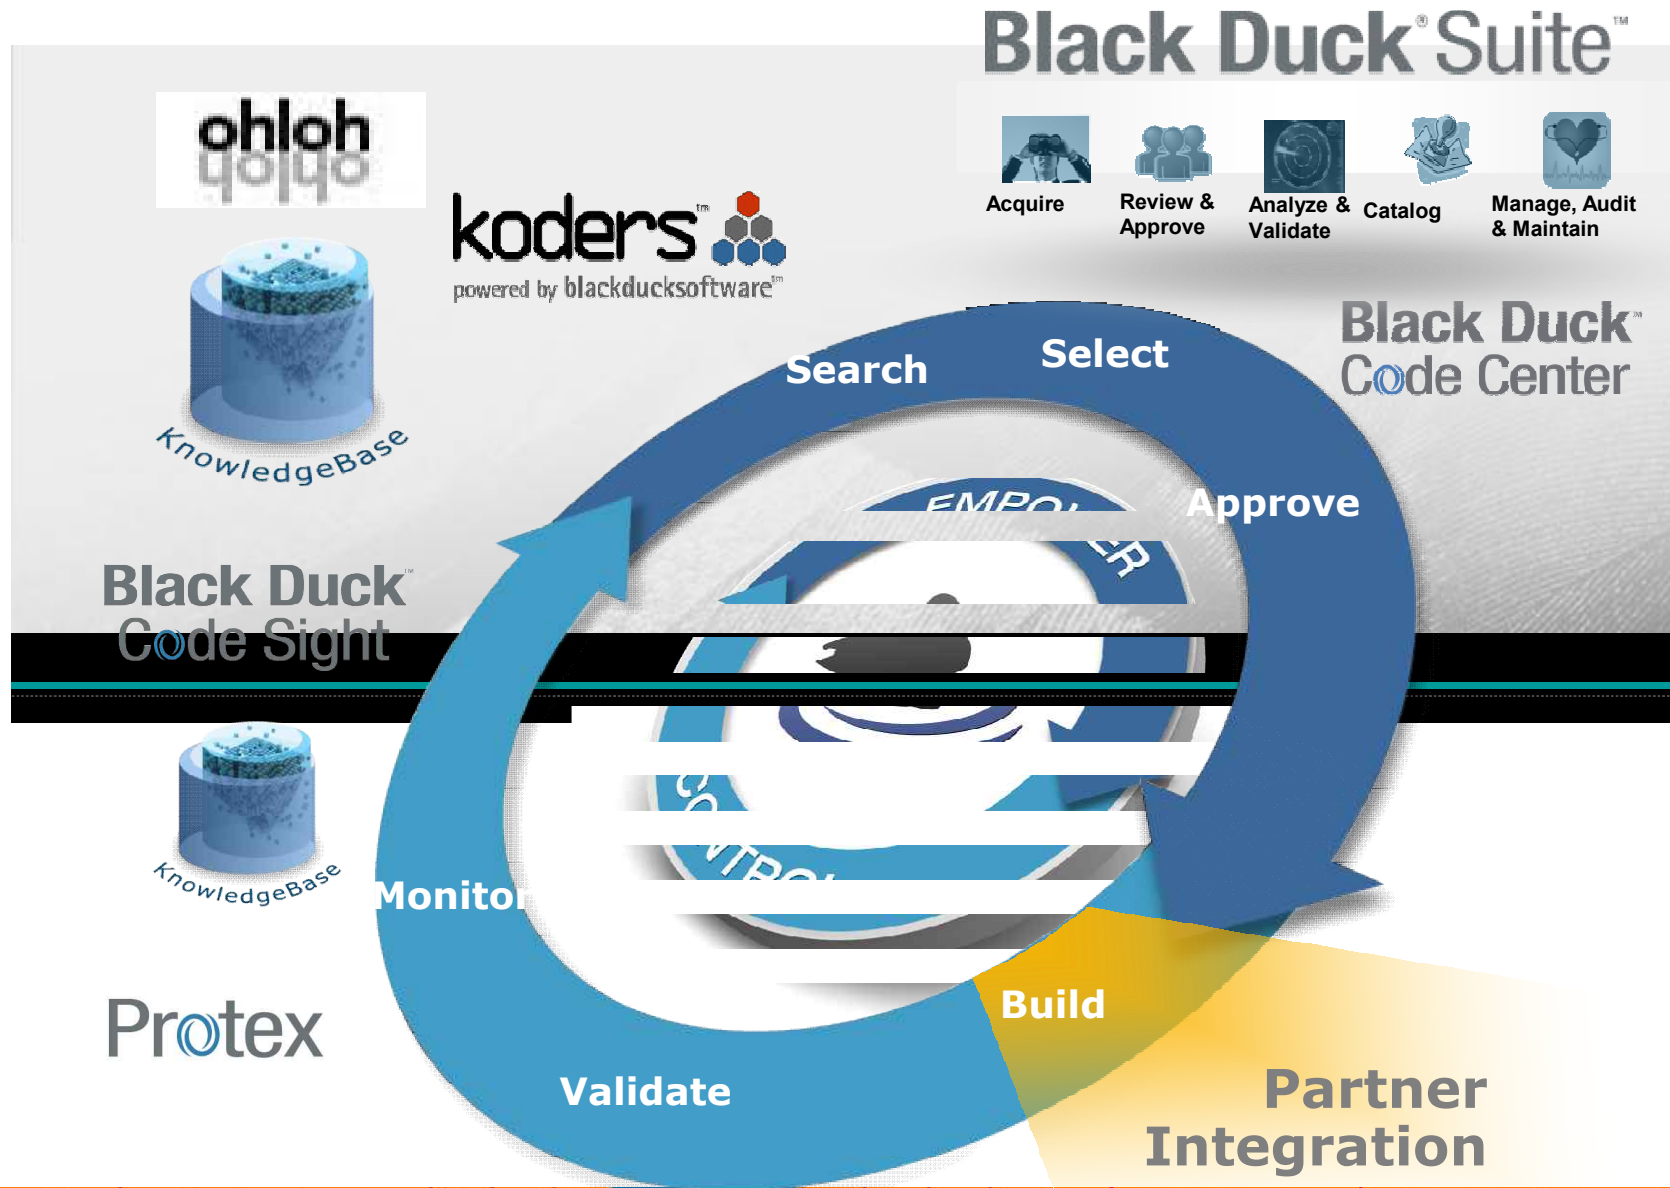 Black Duck® Suite™
ohloh
koders™
powered by blackducksoftware™
Acquire
Review &
Approve
Analyze &
Validate
Catalog
Manage, Audit
& Maintain
Black Duck™
Code Center
KnowledgeBase
Search
Select
Approve
Black Duck™
Code Sight
KnowledgeBase
Monitor
CONTROL
Build
Protex
Validate
Partner
Integration